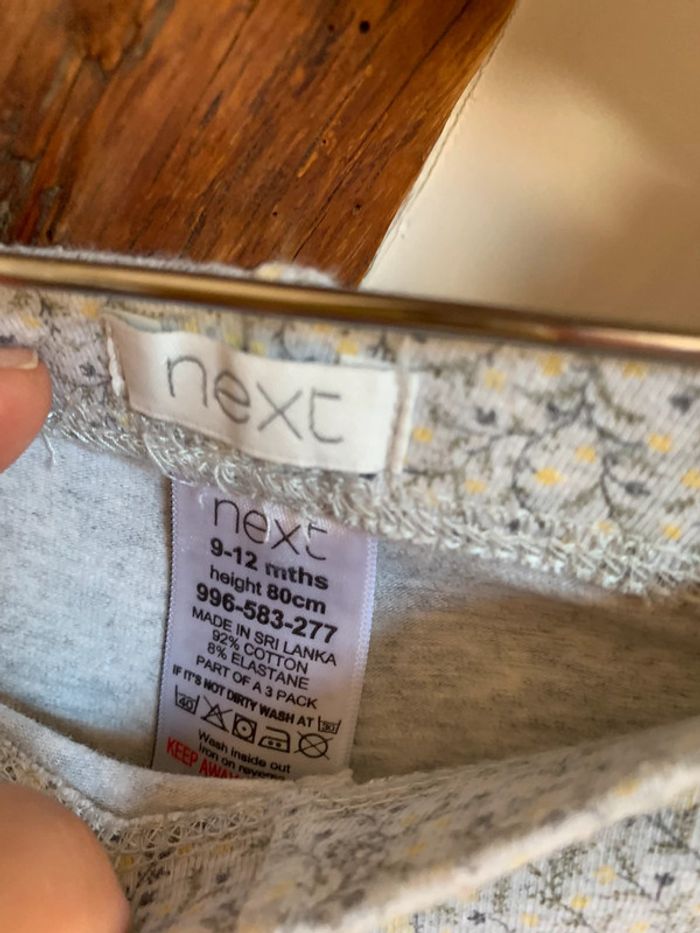 next
next
9-12 mths
height 80cm
996-583-277
MADE IN SRI LANKA
92% COTTON
8% ELASTANE
PART OF A 3 PACK
IF IT'S NOT DIRTY WASH AT 30
40
Wash inside out
iron on reverse
KEEP AWAY